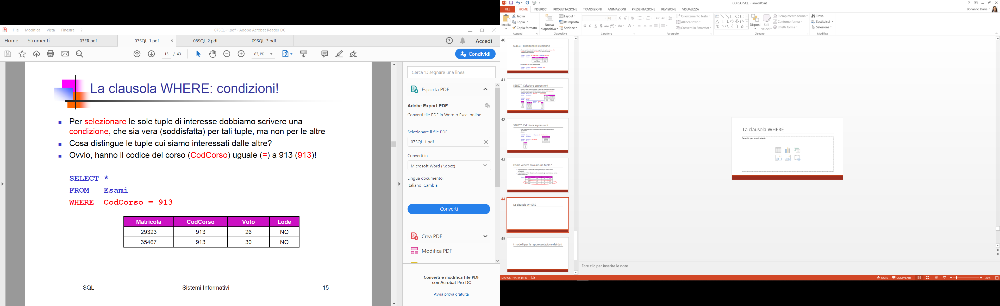 File Modifica Vista Finestra ?
07SQL-1.pdf - Adobe Acrobat Reader DC
Home Strumenti 03ER.pdf 07SQL-1.pdf × 08SQL-2.pdf 09SQL-3.pdf Accedi
15 / 43 83,1% Condividi
La clausola WHERE: condizioni!
Per selezionare le sole tuple di interesse dobbiamo scrivere una
condizione, che sia vera (soddisfatta) per tali tuple, ma non per le altre
Cosa distingue le tuple cui siamo interessati dalle altre?
Ovvio, hanno il codice del corso (CodCorso) uguale (=) a 913 (913)!
SELECT *
FROM Esami
WHERE CodCorso = 913
Matricola CodCorso Voto Lode
29323 913 26 NO
35467 913 30 NO
SQL Sistemi Informativi 15
Cerca 'Disegnare una linea'
Esporta PDF
Adobe Export PDF
Converti file PDF in Word o Excel online
Selezionare il file PDF
07SQL-1.pdf
Converti in
Microsoft Word (*.docx)
Lingua documento:
Italiano Cambia
Converti
Crea PDF
Modifica PDF
Converti e modifica file PDF
con Acrobat Pro DC
Avvia prova gratuita
CORSO SQL - PowerPoint
FILE HOME INSERISCI PROGETTAZIONE TRANSIZIONI ANIMAZIONI PRESENTAZIONE REVISIONE VISUALIZZA Bonanno Daria
Incolla
Taglia
Copia
Copia formato
Appunti
Nuova
diapositiva
Layout
Reimposta
Sezione
Diapositive
48
G C S S abc AV Aa A
Carattere
Orientamento testo
Allinea testo
Converti in SmartArt
Paragrafo
Disponi
Stili
veloci
Riempimento forma
Contorno forma
Effetti forma
Disegno
Trova
Sostituisci
Seleziona
Modifica
40
SELECT: Rinominare le colonne
41
SELECT: Calcolare espressioni
42
SELECT: Calcolare espressioni
43
Come vedere solo alcune tuple?
44
La clausola WHERE
45
I modelli per la rappresentazione dei dati
La clausola WHERE
Fare clic per inserire testo
Fare clic per inserire le note
DIAPOSITIVA 44 DI 47 NOTE COMMENTI 33%